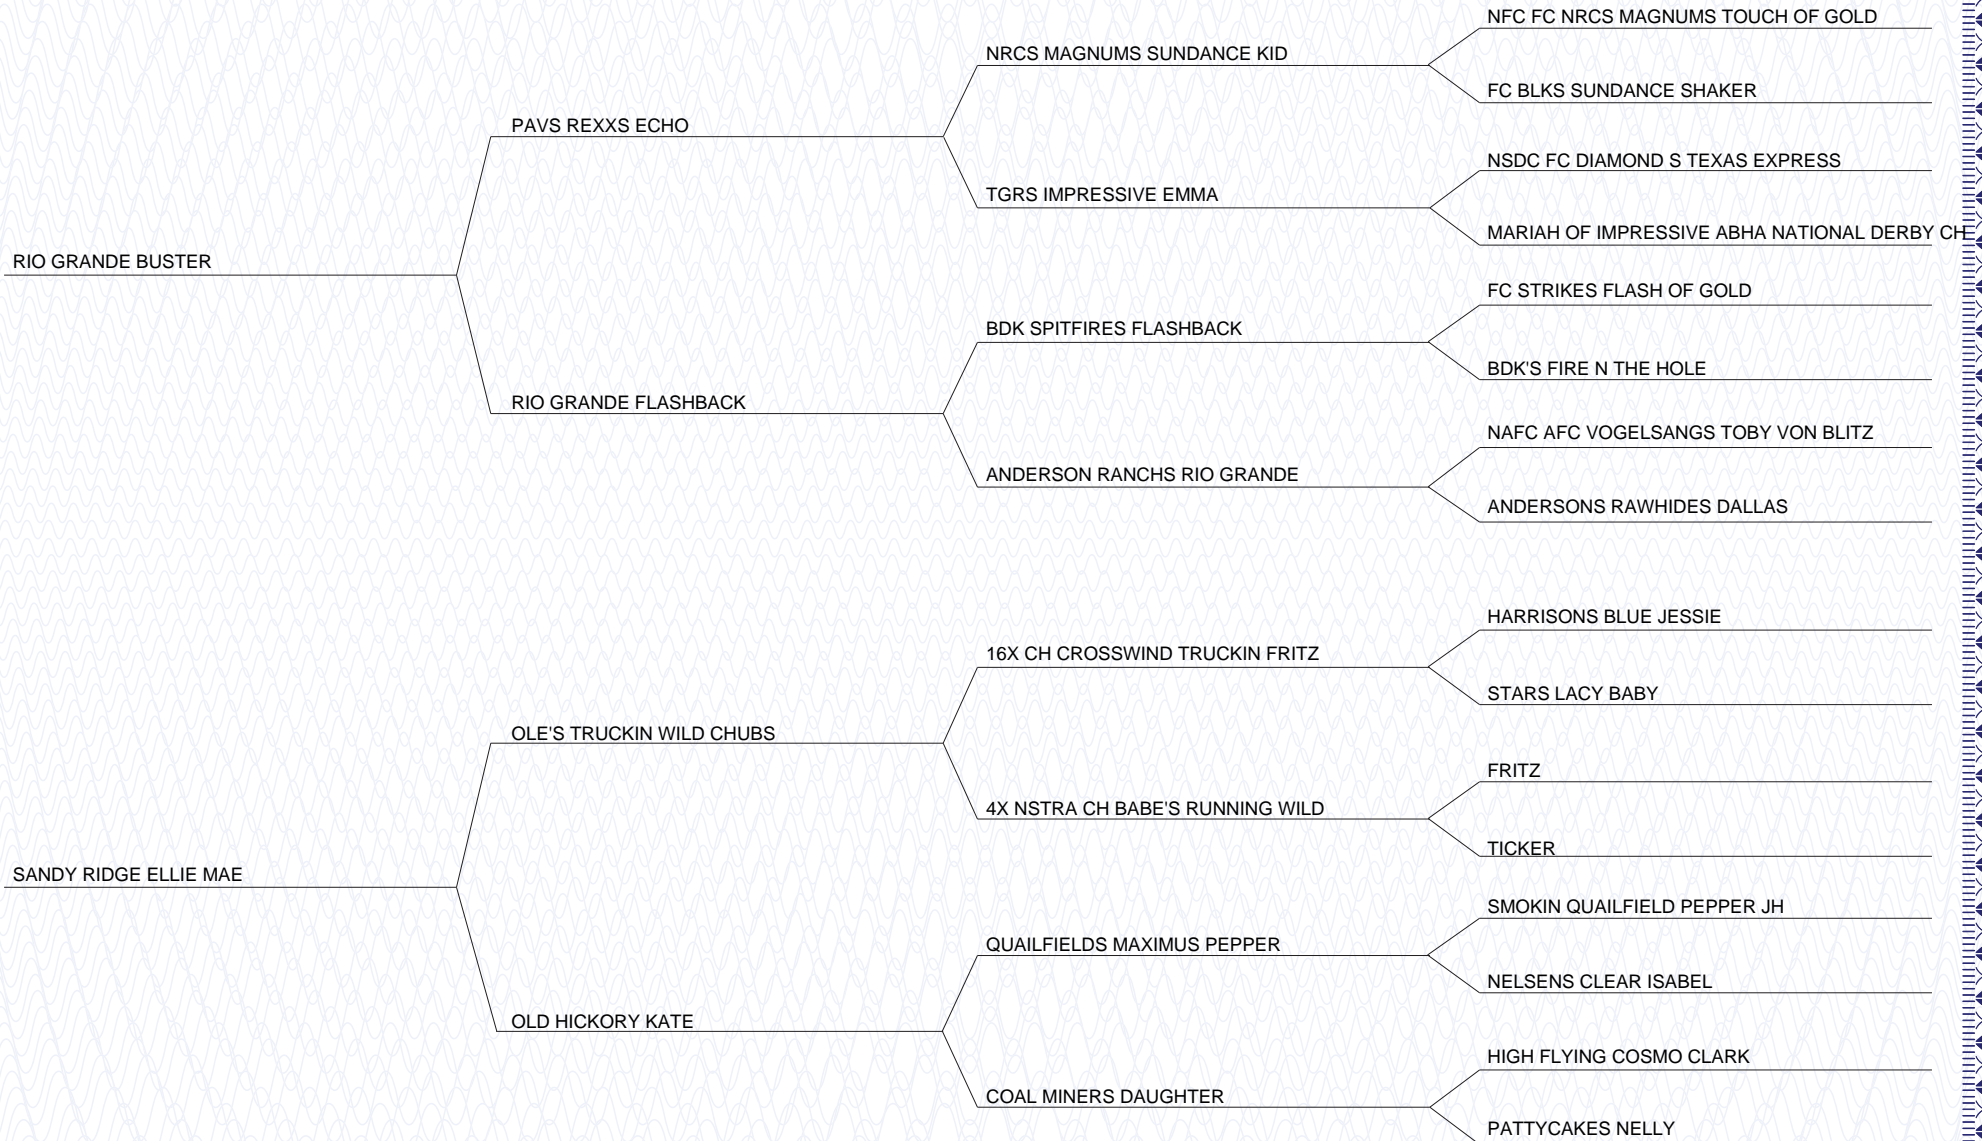 NFC FC NRCS MAGNUMS TOUCH OF GOLD
NRCS MAGNUMS SUNDANCE KID
FC BLKS SUNDANCE SHAKER
PAVS REXXS ECHO
NSDC FC DIAMOND S TEXAS EXPRESS
TGRS IMPRESSIVE EMMA
MARIAH OF IMPRESSIVE ABHA NATIONAL DERBY CH
RIO GRANDE BUSTER
FC STRIKES FLASH OF GOLD
BDK SPITFIRES FLASHBACK
BDK'S FIRE N THE HOLE
RIO GRANDE FLASHBACK
NAFC AFC VOGELSANGS TOBY VON BLITZ
ANDERSON RANCHS RIO GRANDE
ANDERSONS RAWHIDES DALLAS
HARRISONS BLUE JESSIE
16X CH CROSSWIND TRUCKIN FRITZ
STARS LACY BABY
OLE'S TRUCKIN WILD CHUBS
FRITZ
4X NSTRA CH BABE'S RUNNING WILD
TICKER
SANDY RIDGE ELLIE MAE
SMOKIN QUAILFIELD PEPPER JH
QUAILFIELDS MAXIMUS PEPPER
NELSENS CLEAR ISABEL
OLD HICKORY KATE
HIGH FLYING COSMO CLARK
COAL MINERS DAUGHTER
PATTYCAKES NELLY